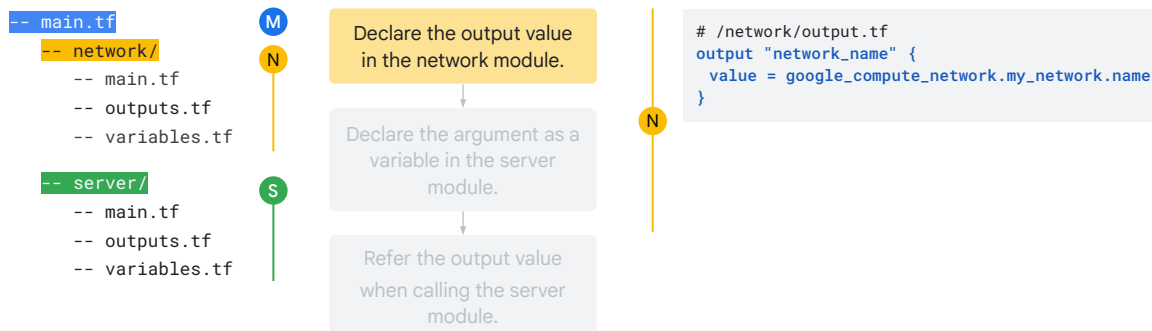 -- main.tf
M
-- network/
N
-- main.tf
-- outputs.tf
-- variables.tf
-- server/
S
-- main.tf
-- outputs.tf
-- variables.tf
Declare the output value
in the network module.
Declare the argument as a
variable in the server
module.
Refer the output value
when calling the server
module.
N
# /network/output.tf
output "network_name" {
value = google_compute_network.my_network.name
}